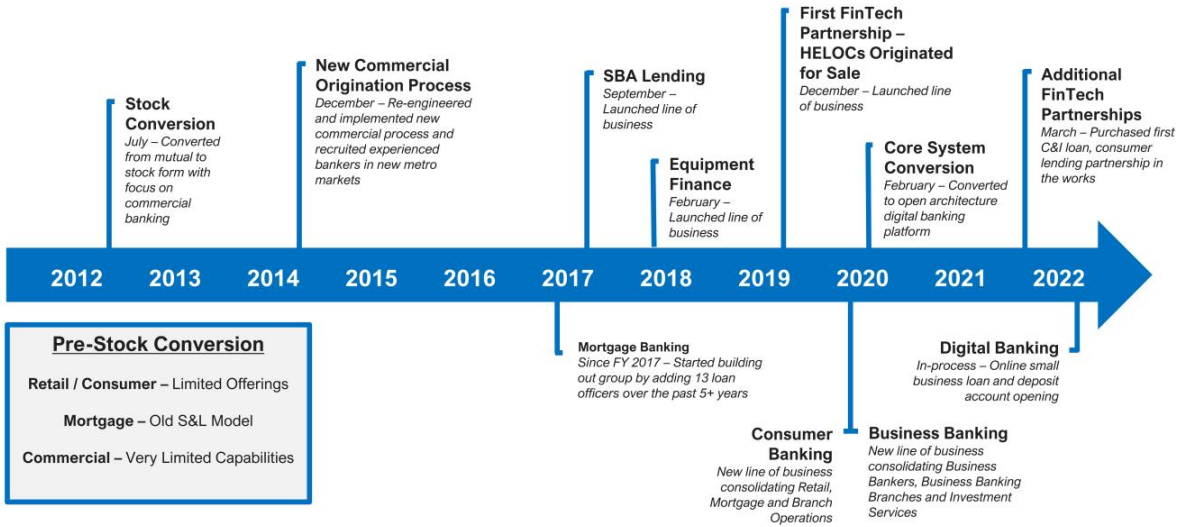 Stock
Conversion
July – Converted
from mutual to
stock form with
focus on
commercial
banking
New Commercial
Origination Process
December – Re-engineered
and implemented new
commercial process and
recruited experienced
bankers in new metro
markets
SBA Lending
September –
Launched line of
business
Equipment
Finance
February –
Launched line of
business
First FinTech
Partnership –
HELOCs Originated
for Sale
December – Launched line
of business
Core System
Conversion
February – Converted
to open architecture
digital banking
platform
Additional
FinTech
Partnerships
March – Purchased first
C&I loan, consumer
lending partnership in
the works
2012 2013 2014 2015 2016 2017 2018 2019 2020 2021 2022
Pre-Stock Conversion
Retail / Consumer – Limited Offerings
Mortgage – Old S&L Model
Commercial – Very Limited Capabilities
Mortgage Banking
Since FY 2017 – Started building
out group by adding 13 loan
officers over the past 5+ years
Consumer
Banking
New line of business
consolidating Retail,
Mortgage and Branch
Operations
Business Banking
New line of business
consolidating Business
Bankers, Business Banking
Branches and Investment
Services
Digital Banking
In-process – Online small
business loan and deposit
account opening